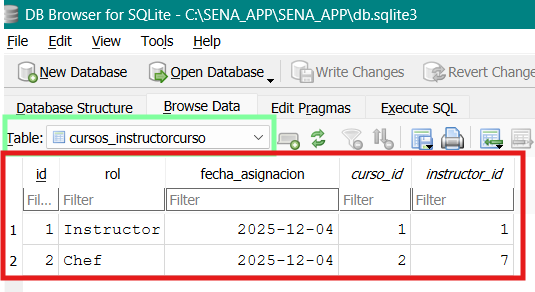 DB Browser for SQLite - C:\SENA_APP\SENA_APP\db.sqlite3
File Edit View Tools Help
New Database Open Database Write Changes Revert Change
Database Structure Browse Data Edit Pragmas Execute SQL
Table: cursos_instructorcurso
id rol fecha_asignacion curso_id instructor_id
Fil... Filter Filter Filter Filter
1 1 Instructor 2025-12-04 1 1
2 2 Chef 2025-12-04 2 7